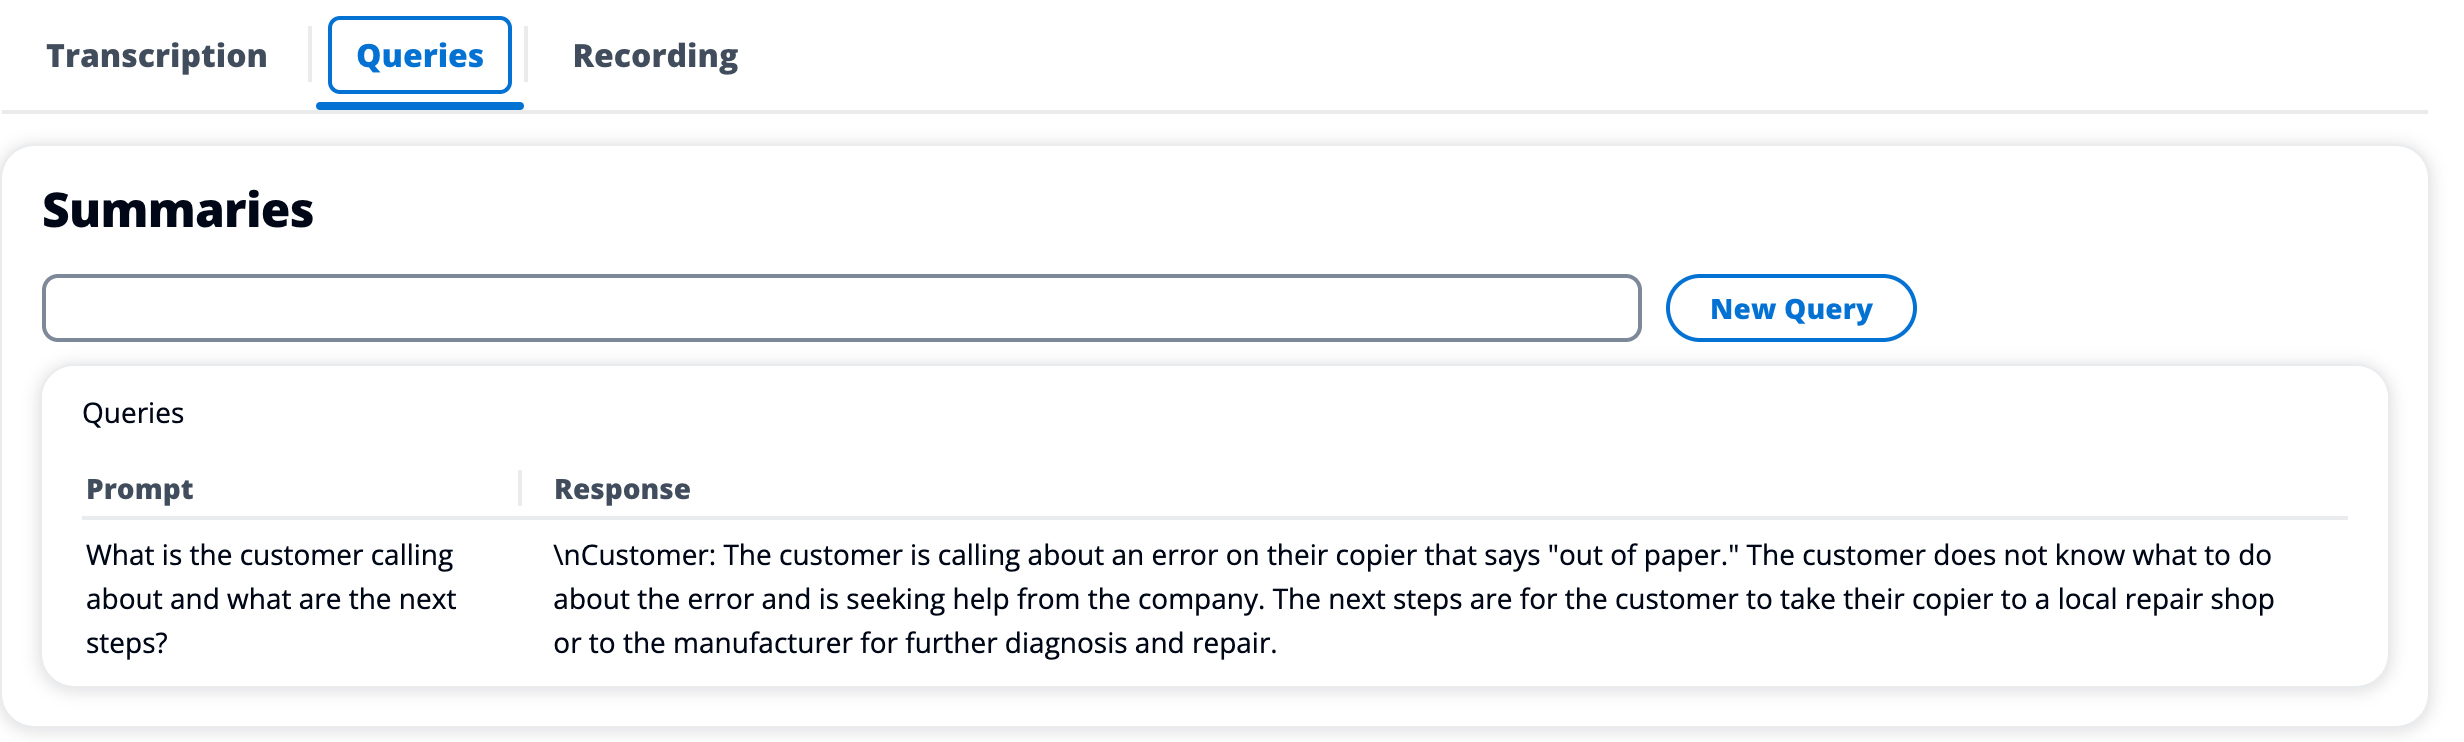 Transcription
Queries
Recording
Summaries
New Query
Queries
Prompt
Response
What is the customer calling
about and what are the next
steps?
\nCustomer: The customer is calling about an error on their copier that says "out of paper." The customer does not know what to do
about the error and is seeking help from the company. The next steps are for the customer to take their copier to a local repair shop
or to the manufacturer for further diagnosis and repair.